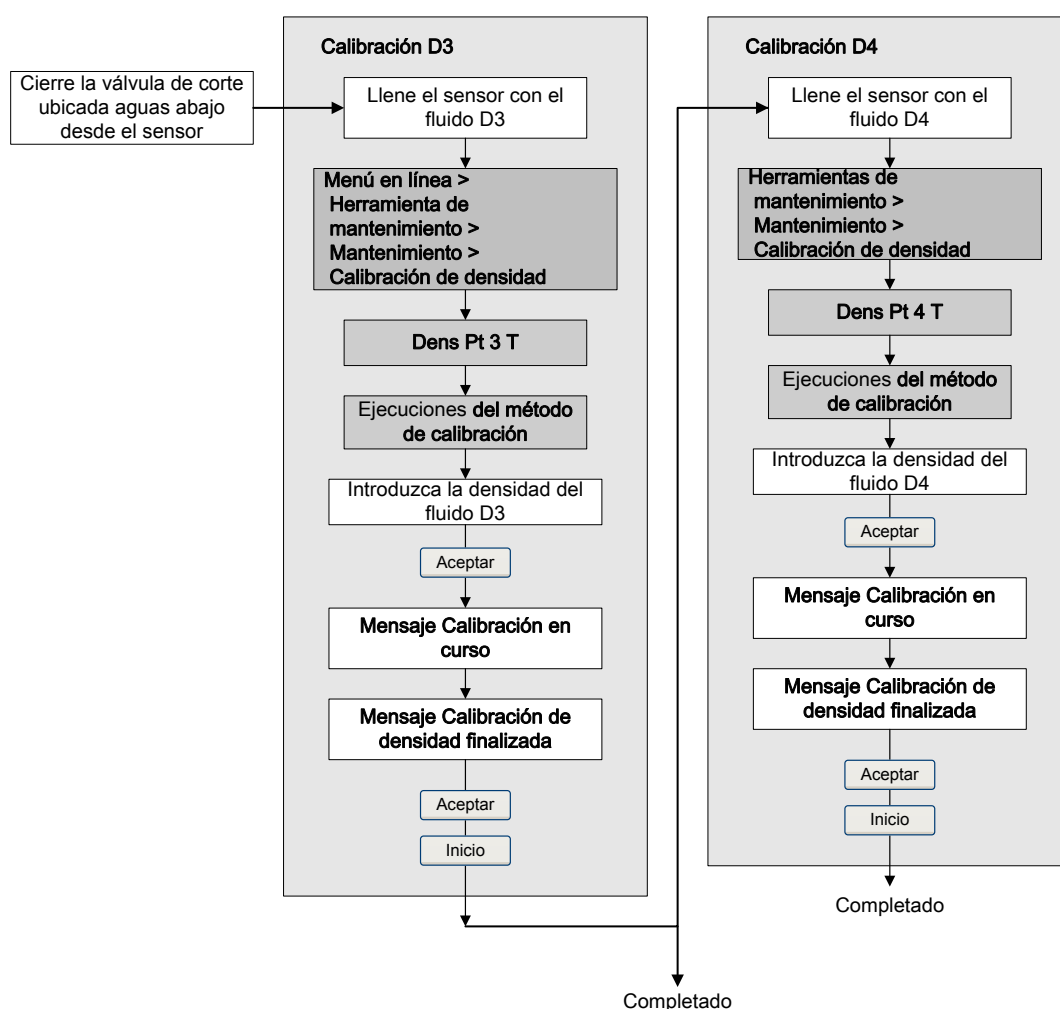 Cierre la válvula de corte
ubicada aguas abajo
desde el sensor
Calibración D3
Llene el sensor con el
fluido D3
Menú en línea >
Herramienta de
mantenimiento >
Mantenimiento >
Calibración de densidad
Dens Pt 3 T
Ejecuciones del método
de calibración
Introduzca la densidad del
fluido D3
Aceptar
Mensaje Calibración en
curso
Mensaje Calibración de
densidad finalizada
Aceptar
Inicio
Completado
Calibración D4
Llene el sensor con el
fluido D4
Herramientas de
mantenimiento >
Mantenimiento >
Calibración de densidad
Dens Pt 4 T
Ejecuciones del método
de calibración
Introduzca la densidad del
fluido D4
Aceptar
Mensaje Calibración en
curso
Mensaje Calibración de
densidad finalizada
Aceptar
Inicio
Completado